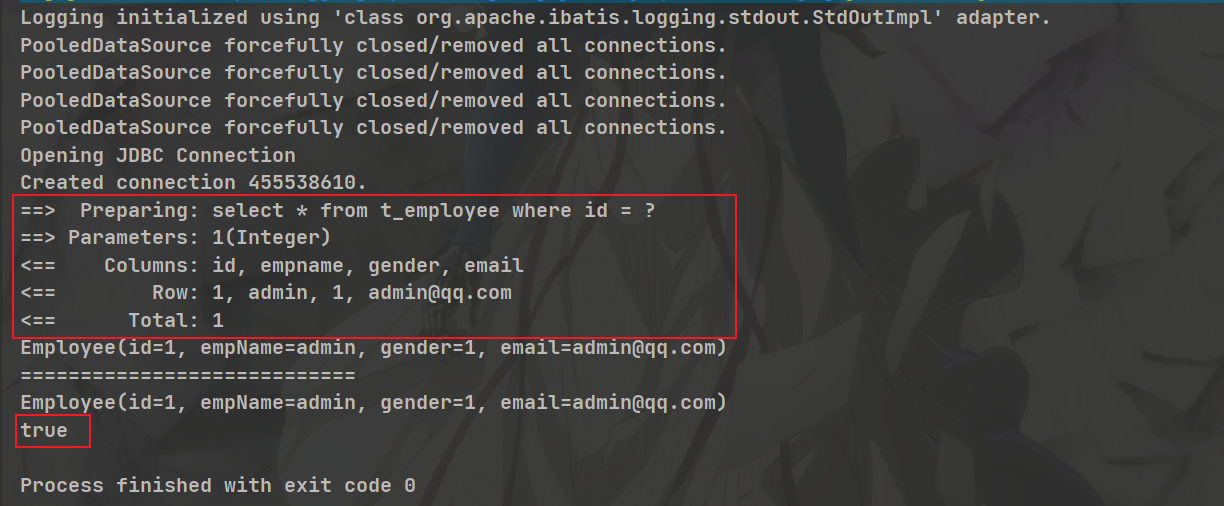 Logging initialized using 'class org.apache.ibatis.logging.stdout.StdOutImpl' adapter.
PooledDataSource forcefully closed/removed all connections.
PooledDataSource forcefully closed/removed all connections.
PooledDataSource forcefully closed/removed all connections.
PooledDataSource forcefully closed/removed all connections.
Opening JDBC Connection
Created connection 455538610.
==>  Preparing: select * from t_employee where id = ?
==> Parameters: 1(Integer)
<==    Columns: id, empname, gender, email
<==        Row: 1, admin, 1, admin@qq.com
<==      Total: 1
Employee(id=1, empName=admin, gender=1, email=admin@qq.com)
============================
Employee(id=1, empName=admin, gender=1, email=admin@qq.com)
true
Process finished with exit code 0